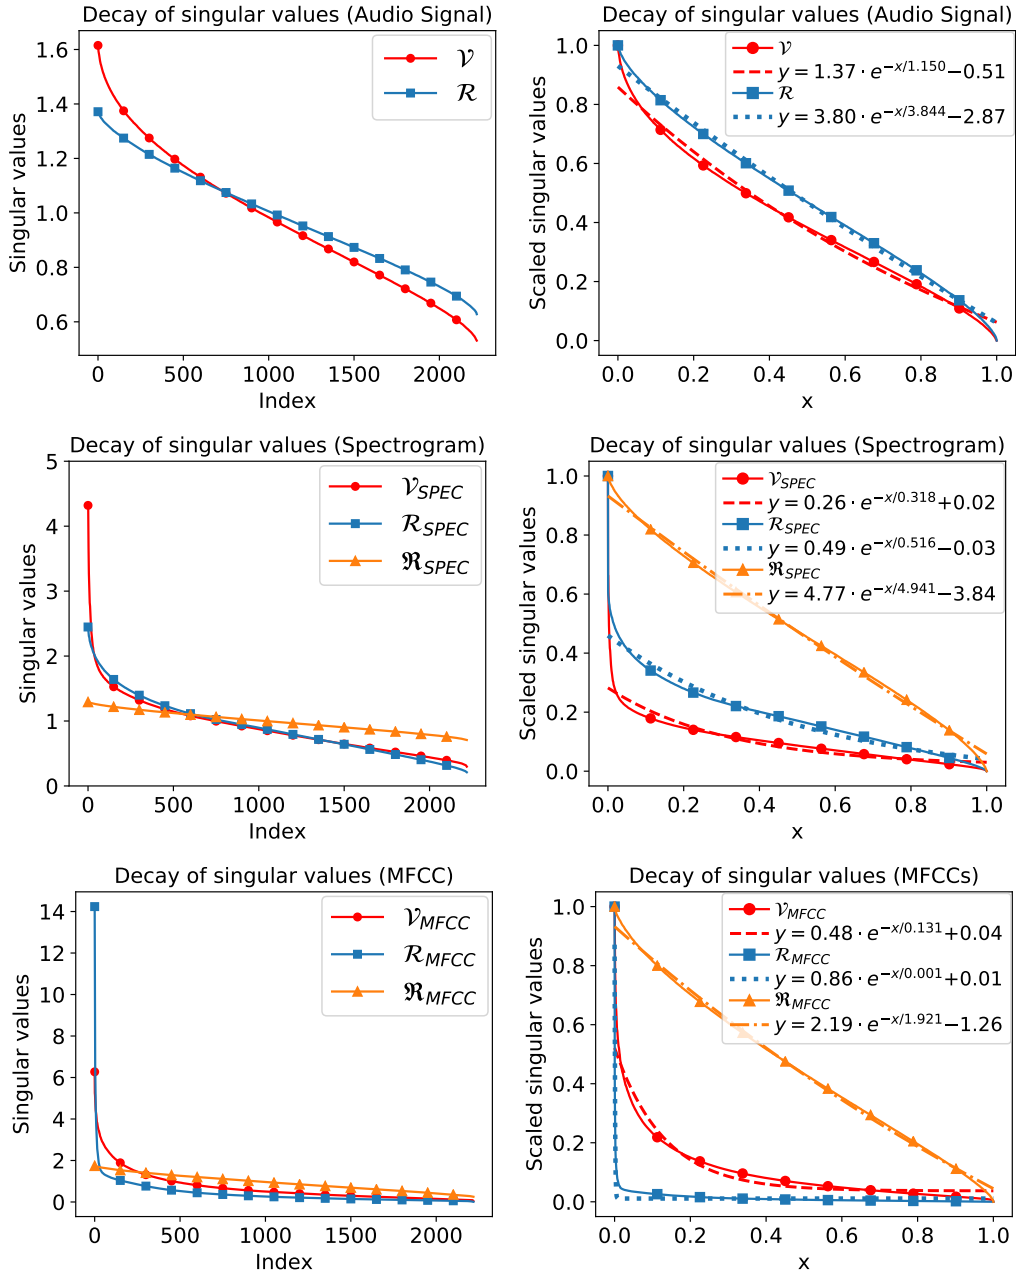 Decay of singular values (Audio Signal)
Singular values
1.6
1.4
1.2
1.0
0.8
0.6
𝒱
ℛ
0
500
1000
1500
2000
Index
Decay of singular values (Audio Signal)
Scaled singular values
1.0
0.8
0.6
0.4
0.2
0.0
𝒱
y = 1.37 · e^{−x/1.150}−0.51
ℛ
y = 3.80 · e^{−x/3.844}−2.87
0.0
0.2
0.4
0.6
0.8
1.0
x
Decay of singular values (Spectrogram)
Singular values
5
4
3
2
1
0
𝒱_{SPEC}
ℛ_{SPEC}
𝕽_{SPEC}
0
500
1000
1500
2000
Index
Decay of singular values (Spectrogram)
Scaled singular values
1.0
0.8
0.6
0.4
0.2
0.0
𝒱_{SPEC}
y = 0.26 · e^{−x/0.318}+0.02
ℛ_{SPEC}
y = 0.49 · e^{−x/0.516}−0.03
𝕽_{SPEC}
y = 4.77 · e^{−x/4.941}−3.84
0.0
0.2
0.4
0.6
0.8
1.0
x
Decay of singular values (MFCC)
Singular values
14
12
10
8
6
4
2
0
𝒱_{MFCC}
ℛ_{MFCC}
𝕽_{MFCC}
0
500
1000
1500
2000
Index
Decay of singular values (MFCCs)
Scaled singular values
1.0
0.8
0.6
0.4
0.2
0.0
𝒱_{MFCC}
y = 0.48 · e^{−x/0.131}+0.04
ℛ_{MFCC}
y = 0.86 · e^{−x/0.001}+0.01
𝕽_{MFCC}
y = 2.19 · e^{−x/1.921}−1.26
0.0
0.2
0.4
0.6
0.8
1.0
x